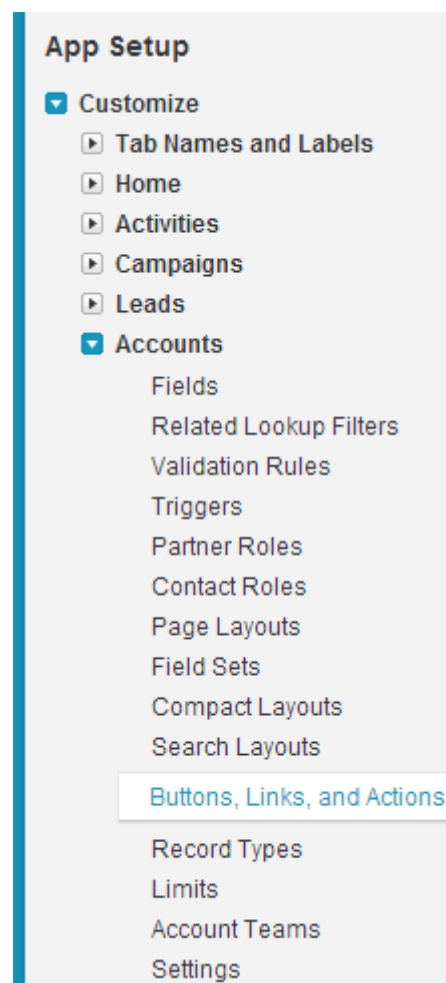 App Setup
Customize
Tab Names and Labels
Home
Activities
Campaigns
Leads
Accounts
Fields
Related Lookup Filters
Validation Rules
Triggers
Partner Roles
Contact Roles
Page Layouts
Field Sets
Compact Layouts
Search Layouts
Buttons, Links, and Actions
Record Types
Limits
Account Teams
Settings